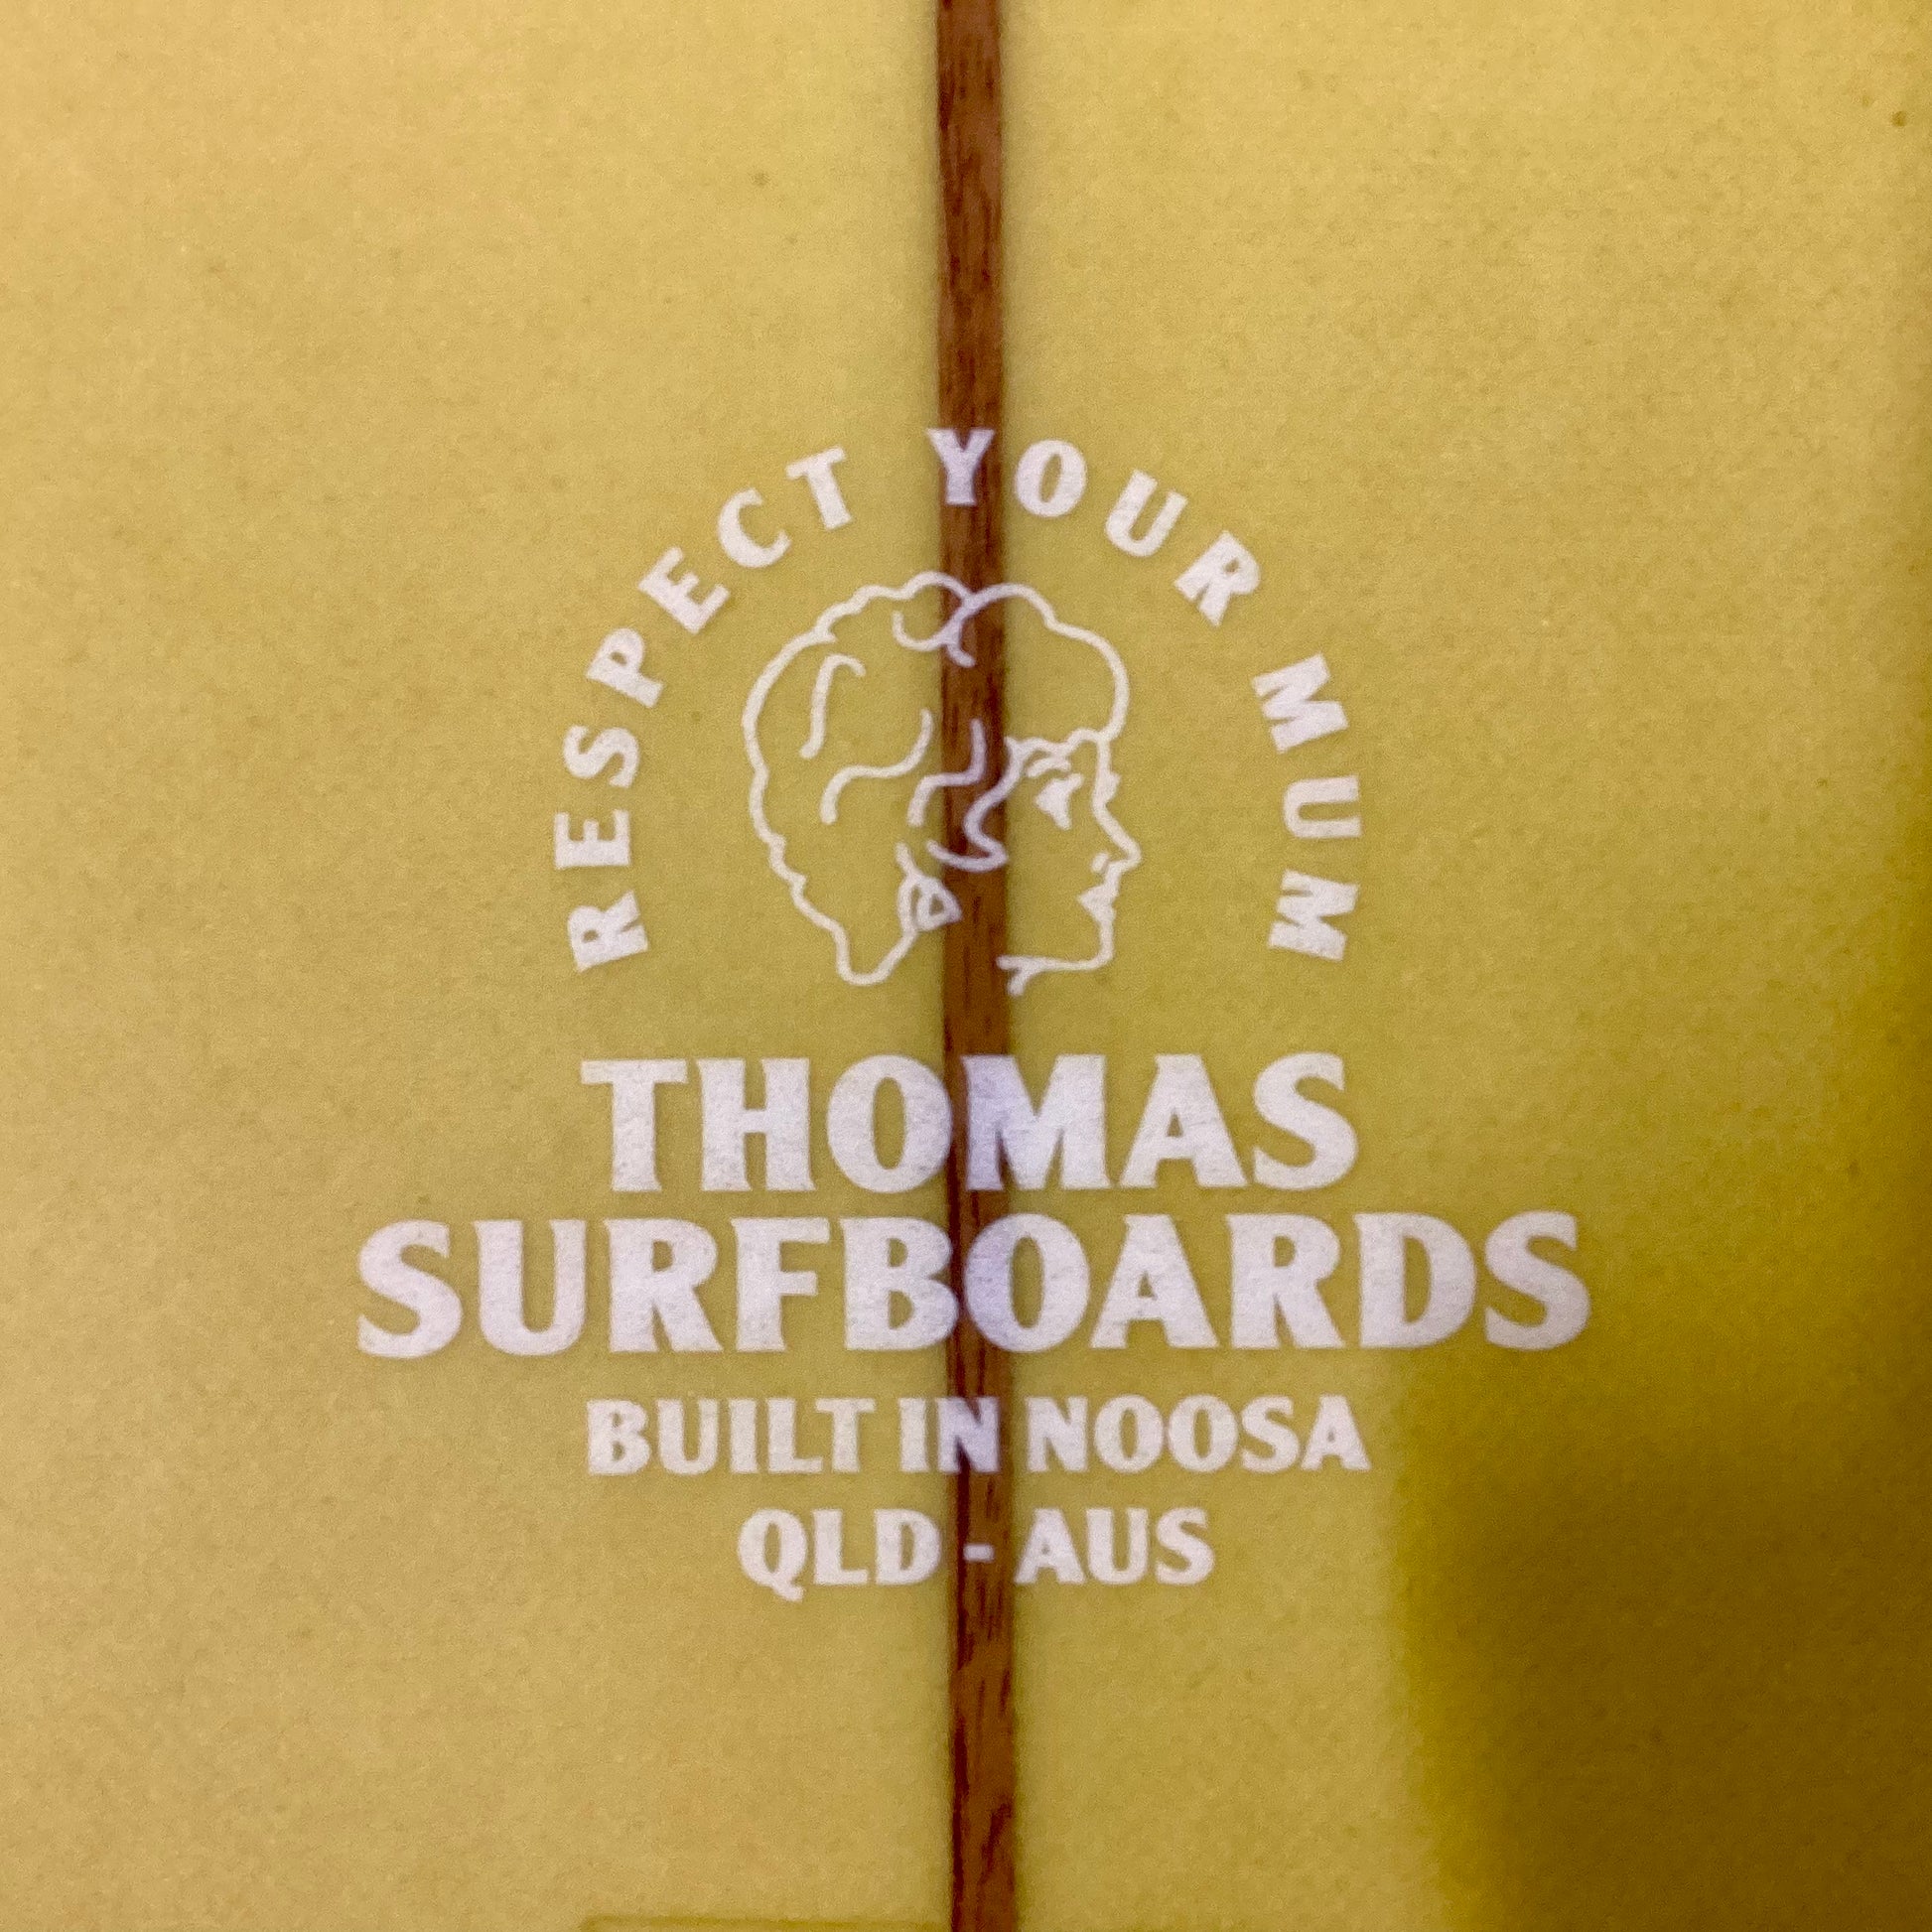 RESPECT YOUR MUM
THOMAS
SURFBOARDS
BUILT IN NOOSA
QLD - AUS